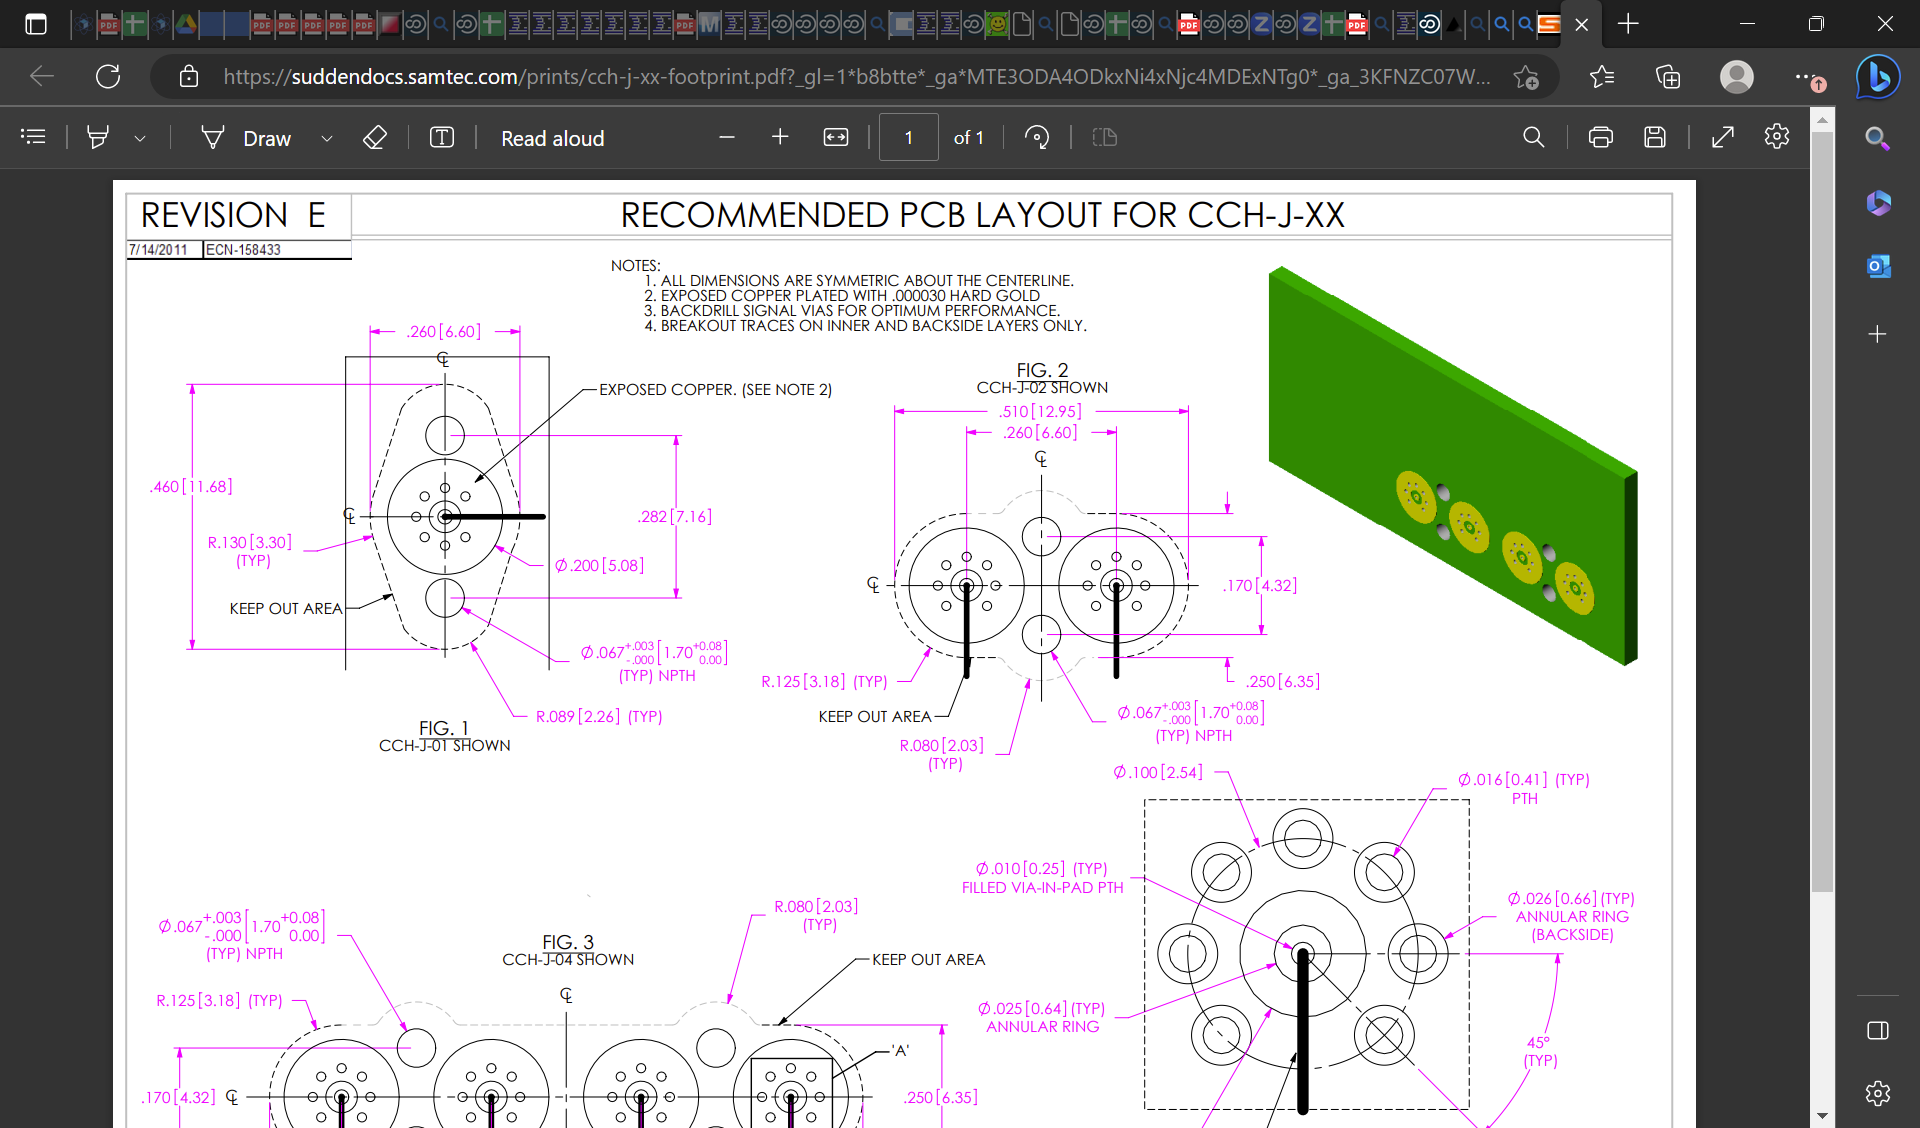 https://suddendocs.samtec.com/prints/cch-j-xx-footprint.pdf?_gl=1*b8btte*_ga*MTE3ODA4ODkxNi4xNjc4MDExNTg0*_ga_3KFNZC07W...
Draw
Read aloud
1
of 1
REVISION E
RECOMMENDED PCB LAYOUT FOR CCH-J-XX
7/14/2011
ECN-158433
NOTES:
1. ALL DIMENSIONS ARE SYMMETRIC ABOUT THE CENTERLINE.
2. EXPOSED COPPER PLATED WITH .000030 HARD GOLD
3. BACKDRILL SIGNAL VIAS FOR OPTIMUM PERFORMANCE.
4. BREAKOUT TRACES ON INNER AND BACKSIDE LAYERS ONLY.
.260[6.60]
℄
EXPOSED COPPER. (SEE NOTE 2)
.460[11.68]
℄
.282[7.16]
R.130[3.30]
(TYP)
Ø.200[5.08]
KEEP OUT AREA
Ø.067+.003 -.000[1.70+0.08 0.00]
(TYP) NPTH
R.089[2.26] (TYP)
FIG. 1
CCH-J-01 SHOWN
FIG. 2
CCH-J-02 SHOWN
.510[12.95]
.260[6.60]
℄
℄
.170[4.32]
R.125[3.18] (TYP)
.250[6.35]
KEEP OUT AREA
Ø.067+.003 -.000[1.70+0.08 0.00]
(TYP) NPTH
R.080[2.03]
(TYP)
Ø.100[2.54]
Ø.016[0.41] (TYP)
PTH
Ø.010[0.25] (TYP)
FILLED VIA-IN-PAD PTH
Ø.026[0.66](TYP)
ANNULAR RING
(BACKSIDE)
Ø.025[0.64](TYP)
ANNULAR RING
45°
(TYP)
Ø.067+.003 -.000[1.70+0.08 0.00]
(TYP) NPTH
R.080[2.03]
(TYP)
FIG. 3
CCH-J-04 SHOWN
KEEP OUT AREA
R.125[3.18] (TYP)
℄
'A'
.170[4.32]
℄
.250[6.35]